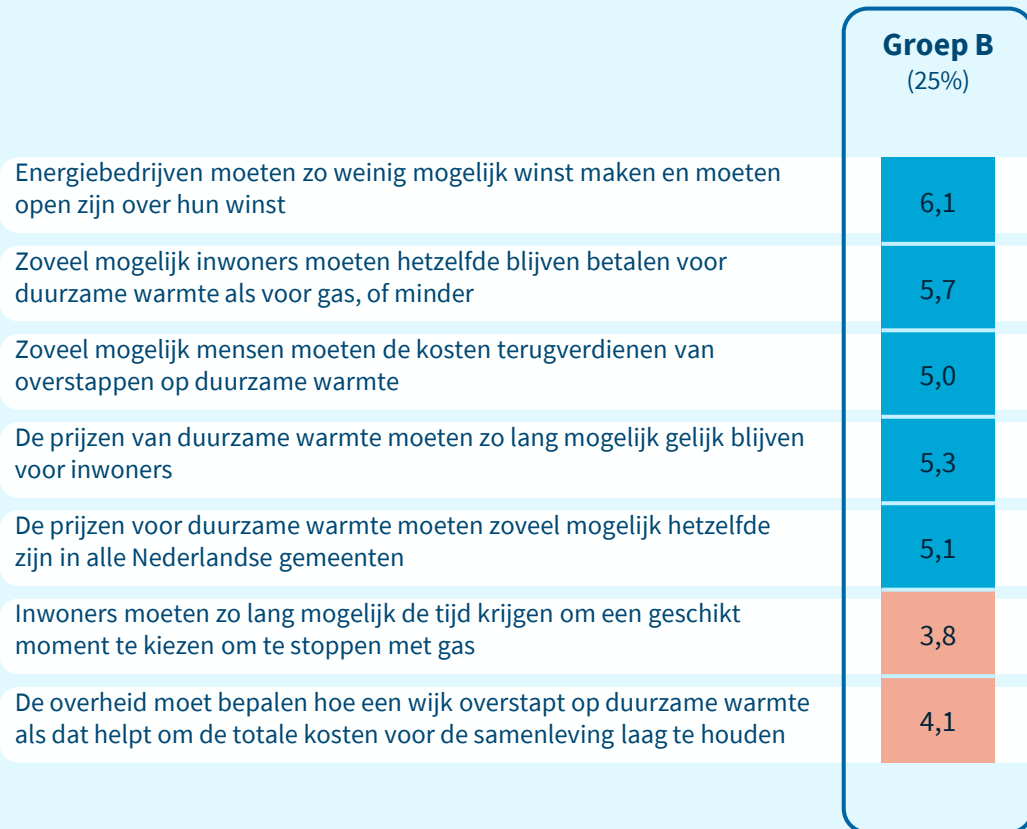 Groep B
(25%)
Energiebedrijven moeten zo weinig mogelijk winst maken en moeten
open zijn over hun winst
6,1
Zoveel mogelijk inwoners moeten hetzelfde blijven betalen voor
duurzame warmte als voor gas, of minder
5,7
Zoveel mogelijk mensen moeten de kosten terugverdienen van
overstappen op duurzame warmte
5,0
De prijzen van duurzame warmte moeten zo lang mogelijk gelijk blijven
voor inwoners
5,3
De prijzen voor duurzame warmte moeten zoveel mogelijk hetzelfde
zijn in alle Nederlandse gemeenten
5,1
Inwoners moeten zo lang mogelijk de tijd krijgen om een geschikt
moment te kiezen om te stoppen met gas
3,8
De overheid moet bepalen hoe een wijk overstapt op duurzame warmte
als dat helpt om de totale kosten voor de samenleving laag te houden
4,1